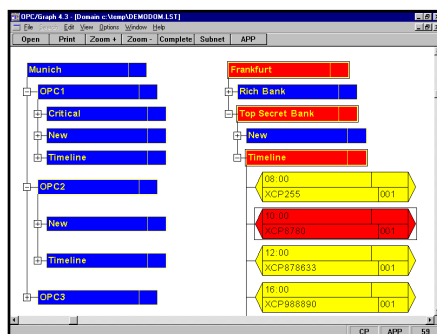 OPC/Graph 4.3 - [Domain c:\temp\DEMODOM.LST]
File Search Edit View Options Window Help
Open Print Zoom + Zoom - Complete Subnet APP
Munich
OPC1
Critical
New
Timeline
OPC2
New
Timeline
OPC3
Frankfurt
Rich Bank
Top Secret Bank
New
Timeline
08:00
XCP255 001
10:00
XCP8780 001
12:00
XCP878633 001
16:00
XCP988890 001
CP APP 59